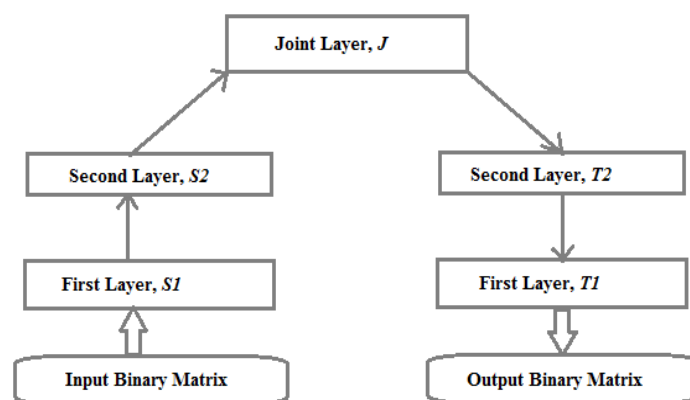 Joint Layer, J
Second Layer, S2
Second Layer, T2
First Layer, S1
First Layer, T1
Input Binary Matrix
Output Binary Matrix